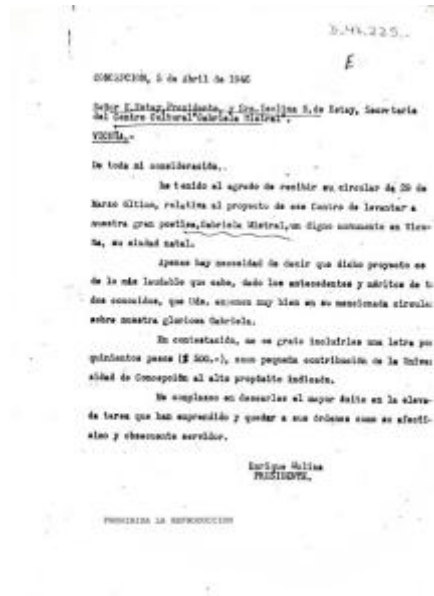 D.44.225.
E
CONCEPCION, 5 de Abril de 1946
Señor E.Estay,Presidente, y Sra.Isolina B.de Estay, Secretaria
del Centro Cultural"Gabriela Mistral".
VICUÑA.-
De toda mi consideración..
he tenido el agrado de recibir su circular de 29 de
Marzo último, relativa al proyecto de ese Centro de levantar a
nuestra gran poetisa,Gabriela Mistral,un digno monumento en Vicu-
ña, su ciudad natal.
Apenas hay necesidad de decir que dicho proyecto es
de lo más laudable que cabe, dado los antecedentes y méritos de to
dos conocidos, que Uds. exponen muy bien en su mencionada circular
sobre nuestra gloriosa Gabriela.
En contestación, me es grato incluirles una letra por
quinientos pesos ($ 500.-), como pequeña contribución de la Univer
sidad de Concepción al alto propósito indicado.
Me complazco en desearles el mayor éxito en la eleva-
da tarea que han emprendido y quedar a sus órdenes como su afectí-
simo y obsecuente servidor.
Enrique Molina
PRESIDENTE.
PROHIBIDA LA REPRODUCCION